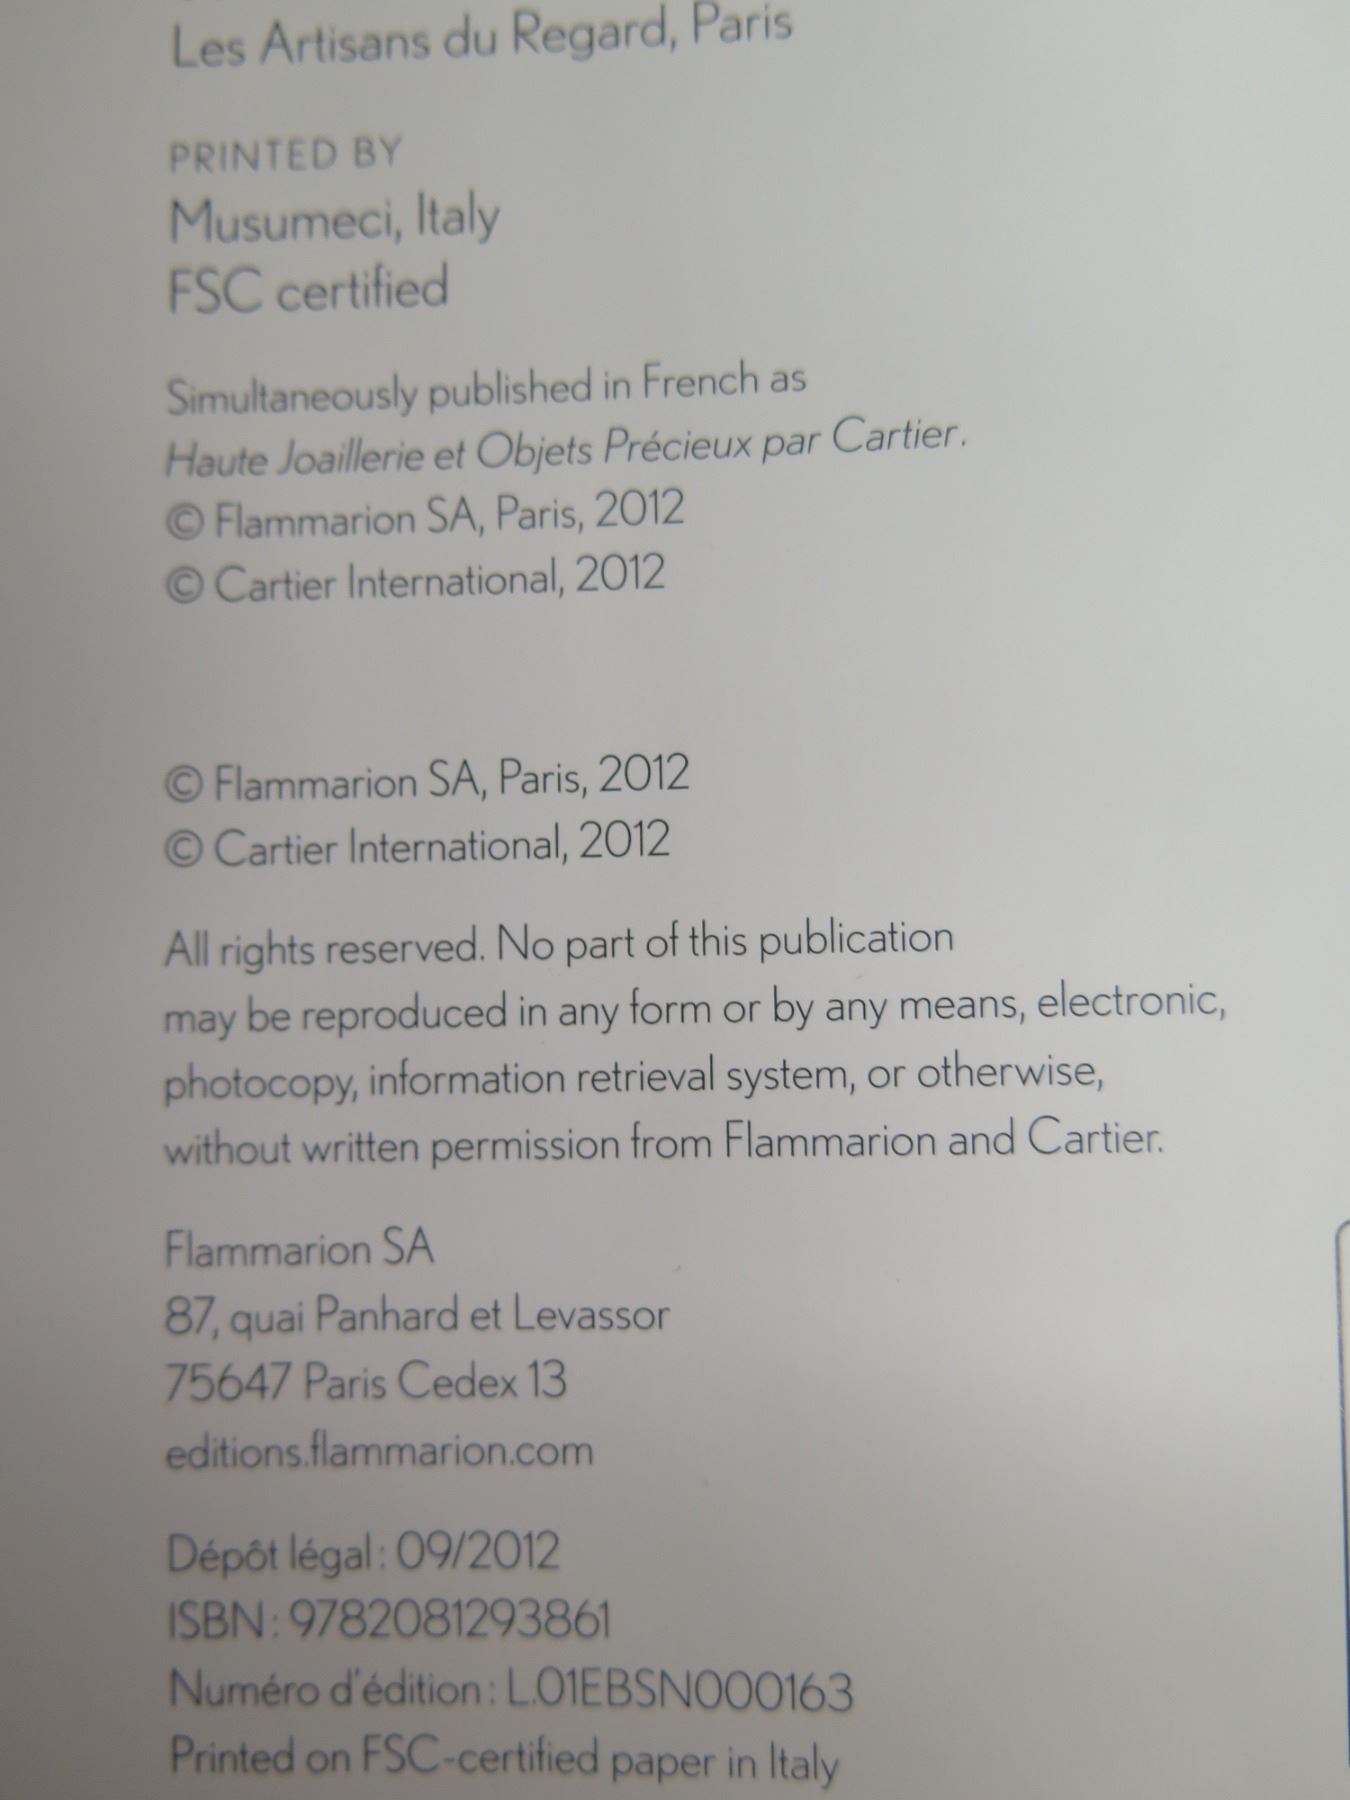 Les Artisans du Regard, Paris
PRINTED BY
Musumeci, Italy
FSC certified
Simultaneously published in French as
Haute Joaillerie et Objets Précieux par Cartier.
© Flammarion SA, Paris, 2012
© Cartier International, 2012
© Flammarion SA, Paris, 2012
© Cartier International, 2012
All rights reserved. No part of this publication
may be reproduced in any form or by any means, electronic,
photocopy, information retrieval system, or otherwise,
without written permission from Flammarion and Cartier.
Flammarion SA
87, quai Panhard et Levassor
75647 Paris Cedex 13
editions.flammarion.com
Dépôt légal : 09/2012
ISBN : 9782081293861
Numéro d'édition : L.01EBSN000163
Printed on FSC-certified paper in Italy